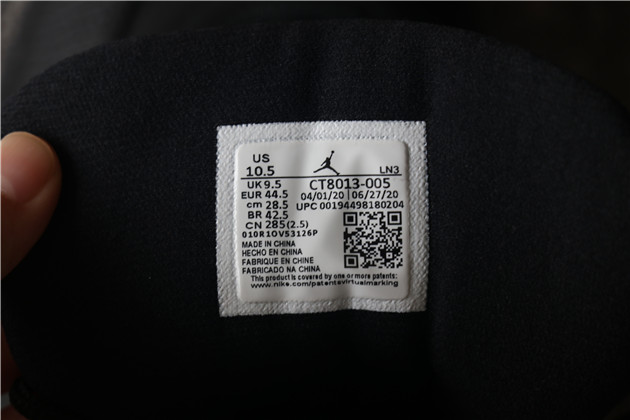 US
10.5
LN3
UK 9.5 CT8013-005
EUR 44.5 04/01/20 06/27/20
cm 28.5 UPC 00194498180204
BR 42.5
CN 285(2.5)
010R1OV53126P
MADE IN CHINA
HECHO EN CHINA
FABRIQUE EN CHINE
FABRICADO NA CHINA
This product is covered by one or more patents:
www.nike.com/patentsvirtualmarking